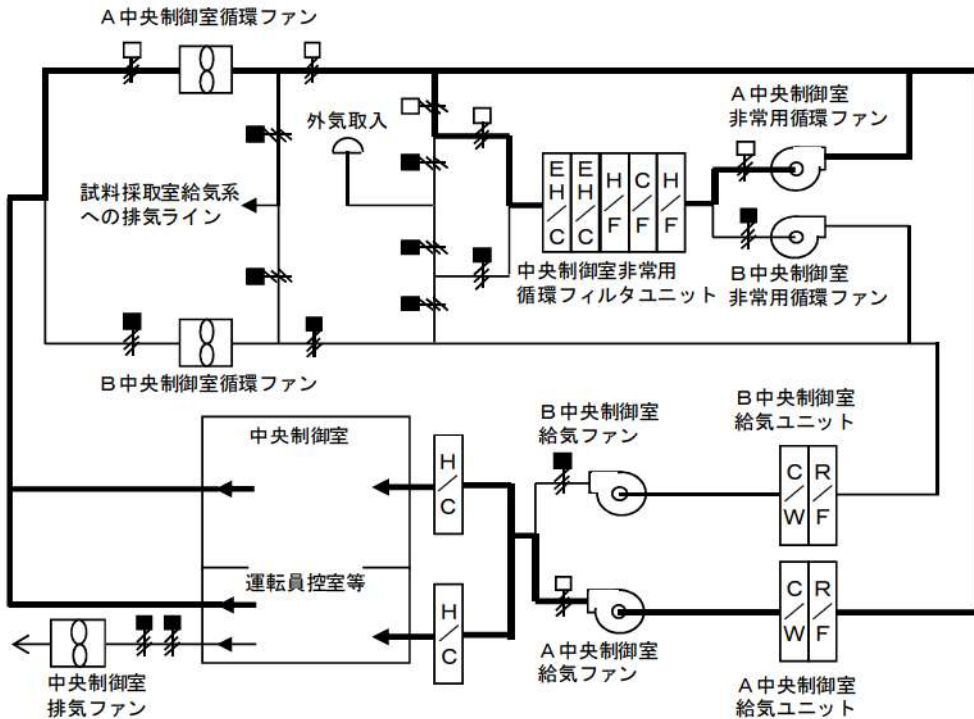 A中央制御室循環ファン
外気取入
A中央制御室
非常用循環ファン
試料採取室給気系
への排気ライン
EH/C
EH/C
H/F
C/F
H/F
中央制御室非常用
循環フィルタユニット
B中央制御室
非常用循環ファン
B中央制御室循環ファン
中央制御室
H/C
B中央制御室
給気ファン
B中央制御室
給気ユニット
C/W
R/F
運転員控室等
H/C
A中央制御室
給気ファン
C/W
R/F
A中央制御室
給気ユニット
中央制御室
排気ファン